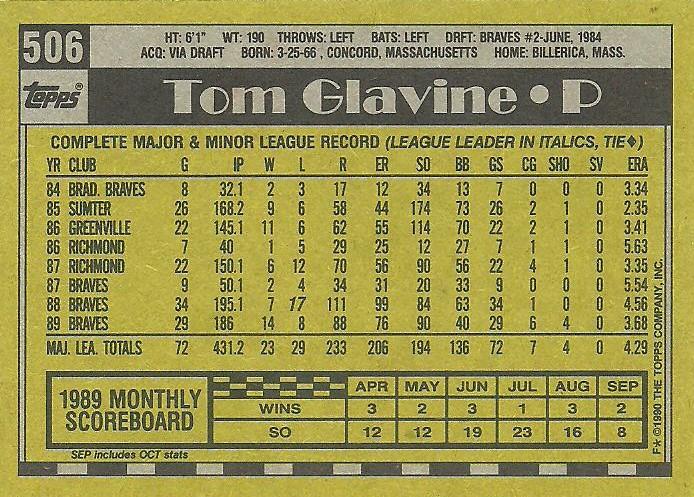 506
HT: 6'1" WT: 190 THROWS: LEFT BATS: LEFT DRFT: BRAVES #2-JUNE, 1984
ACQ: VIA DRAFT BORN: 3-25-66 , CONCORD, MASSACHUSETTS HOME: BILLERICA, MASS.
Topps®
Tom Glavine • P
COMPLETE MAJOR & MINOR LEAGUE RECORD (LEAGUE LEADER IN ITALICS, TIE♦)
YR CLUB G IP W L R ER SO BB GS CG SHO SV ERA
84 BRAD. BRAVES 8 32.1 2 3 17 12 34 13 7 0 0 0 3.34
85 SUMTER 26 168.2 9 6 58 44 174 73 26 2 1 0 2.35
86 GREENVILLE 22 145.1 11 6 62 55 114 70 22 2 1 0 3.41
86 RICHMOND 7 40 1 5 29 25 12 27 7 1 1 0 5.63
87 RICHMOND 22 150.1 6 12 70 56 90 56 22 4 1 0 3.35
87 BRAVES 9 50.1 2 4 34 31 20 33 9 0 0 0 5.54
88 BRAVES 34 195.1 7 17 111 99 84 63 34 1 0 0 4.56
89 BRAVES 29 186 14 8 88 76 90 40 29 6 4 0 3.68
MAJ. LEA. TOTALS 72 431.2 23 29 233 206 194 136 72 7 4 0 4.29
1989 MONTHLY SCOREBOARD
APR MAY JUN JUL AUG SEP
WINS 3 2 3 1 3 2
SO 12 12 19 23 16 8
SEP includes OCT stats
F* ©1990 THE TOPPS COMPANY, INC.